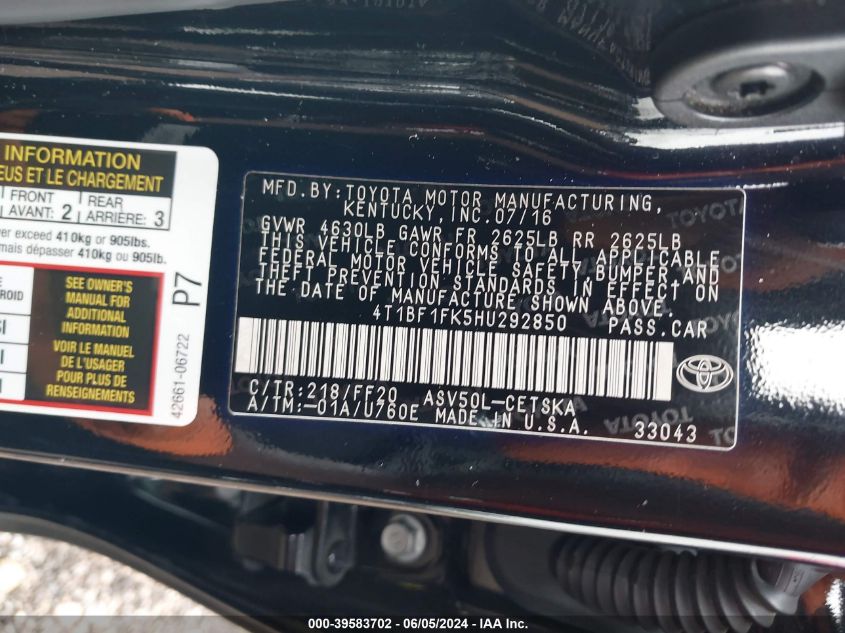 INFORMATION
EUS ET LE CHARGEMENT
FRONT
AVANT: 2
REAR
ARRIÈRE: 3
ver exceed 410kg or 905lbs.
mais dépasser 410kg ou 905lb.
SEE OWNER'S
MANUAL FOR
ADDITIONAL
INFORMATION
VOIR LE MANUEL
DE L'USAGER
POUR PLUS DE
RENSEIGNEMENTS
P7
42661-06722
MFD.BY:TOYOTA MOTOR MANUFACTURING,
KENTUCKY, INC. 07/16
GVWR 4630LB GAWR FR 2625LB RR 2625LB
THIS VEHICLE CONFORMS TO ALL APPLICABLE
FEDERAL MOTOR VEHICLE SAFETY, BUMPER AND
THEFT PREVENTION STANDARDS IN EFFECT ON
THE DATE OF MANUFACTURE SHOWN ABOVE.
4T1BF1FK5HU292850 PASS.CAR
C/TR:218/FF20 ASV50L-CETSKA
A/TM:-01A/U760E MADE IN U.S.A. 33043
TOYOTA
000-39583702 - 06/05/2024 - IAA Inc.